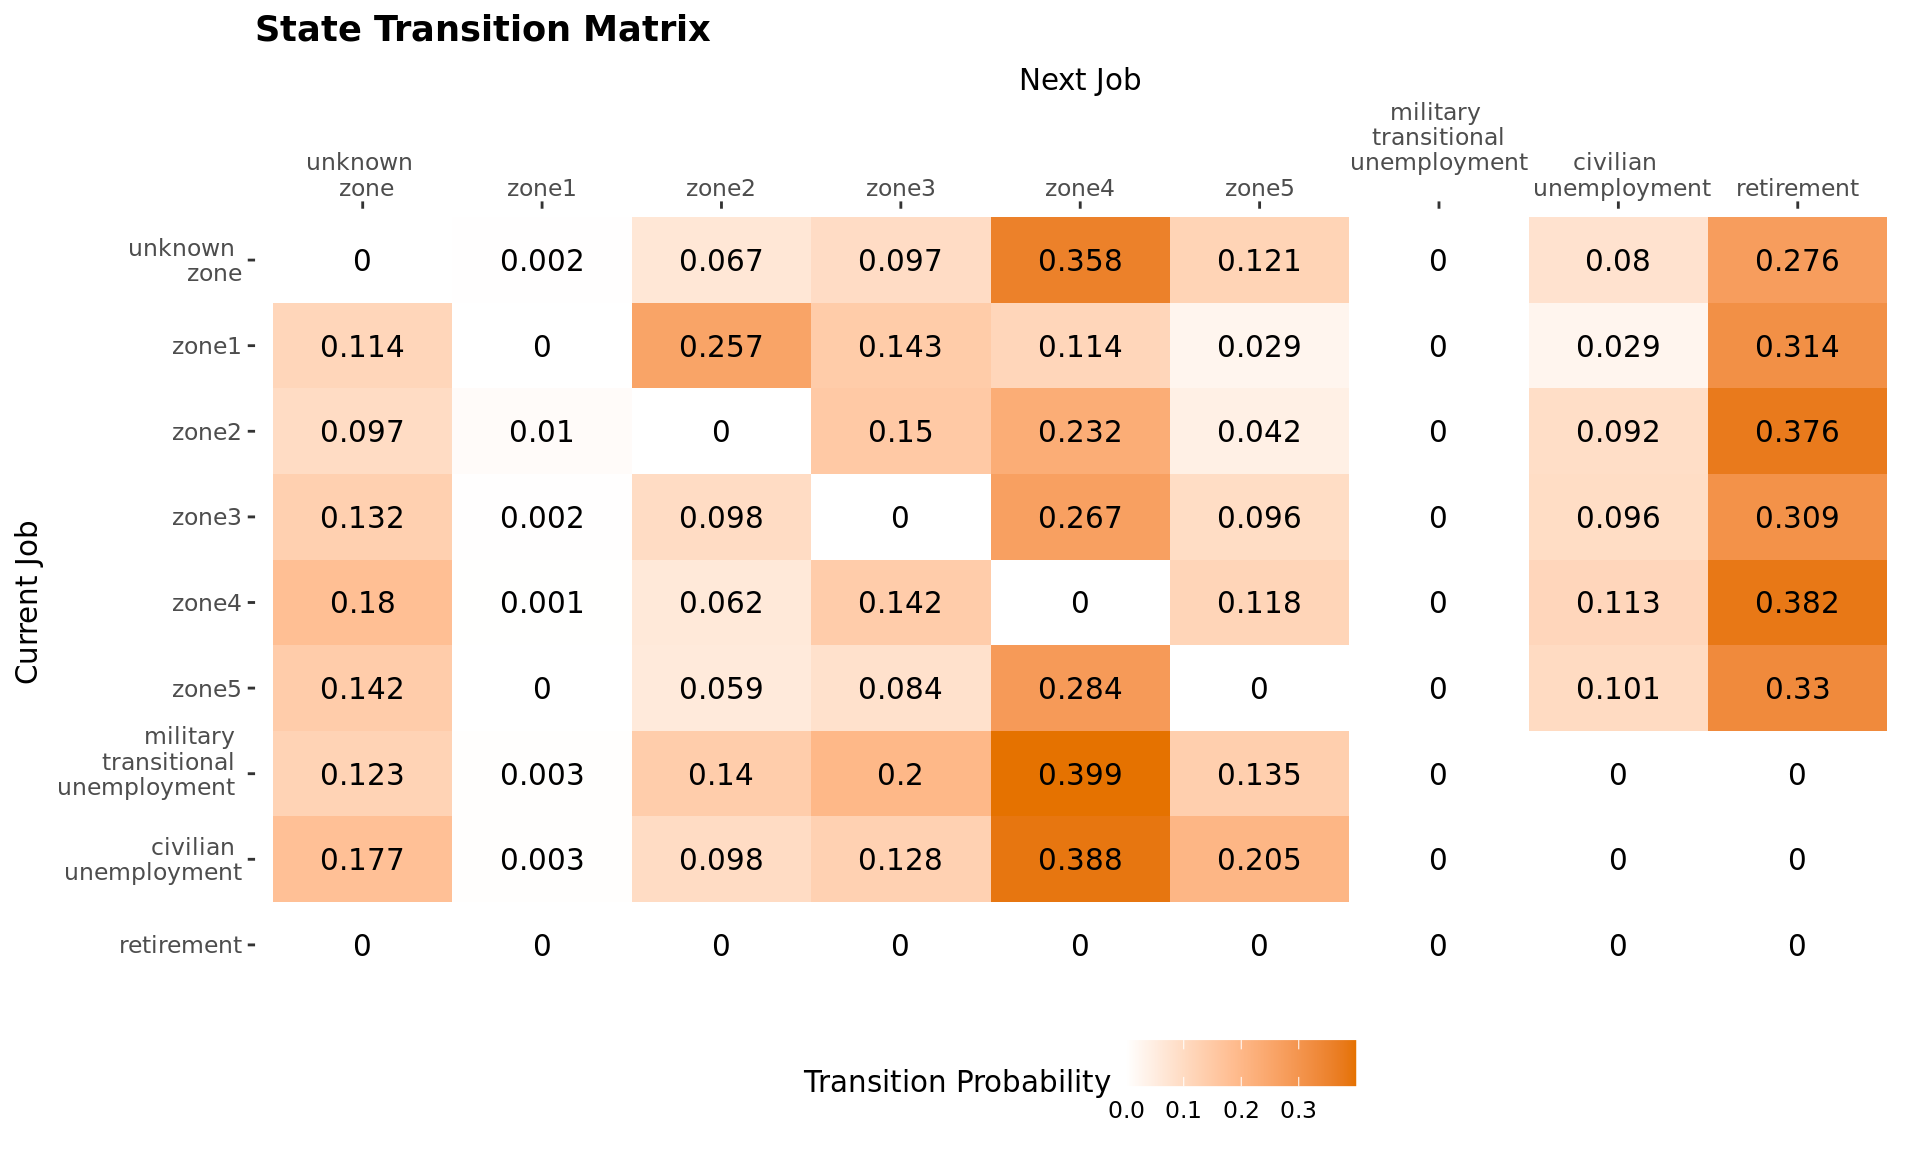 State Transition Matrix
Next Job
unknown
zone
zone1
zone2
zone3
zone4
zone5
military
transitional
unemployment
civilian
unemployment
retirement
Current Job
unknown
zone
0 0.002 0.067 0.097 0.358 0.121 0 0.08 0.276
zone1 0.114 0 0.257 0.143 0.114 0.029 0 0.029 0.314
zone2 0.097 0.01 0 0.15 0.232 0.042 0 0.092 0.376
zone3 0.132 0.002 0.098 0 0.267 0.096 0 0.096 0.309
zone4 0.18 0.001 0.062 0.142 0 0.118 0 0.113 0.382
zone5 0.142 0 0.059 0.084 0.284 0 0 0.101 0.33
military
transitional
unemployment
0.123 0.003 0.14 0.2 0.399 0.135 0 0 0
civilian
unemployment
0.177 0.003 0.098 0.128 0.388 0.205 0 0 0
retirement 0 0 0 0 0 0 0 0 0
Transition Probability
0.0 0.1 0.2 0.3